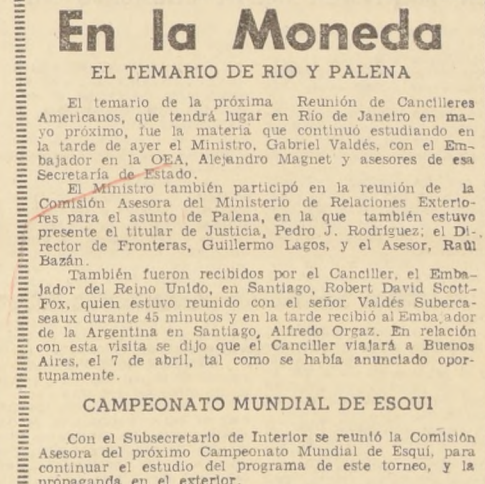 En la Moneda
EL TEMARIO DE RIO Y PALENA
El temario de la próxima Reunión de Cancilleres
Americanos, que tendrá lugar en Río de Janeiro en ma-
yo próximo, fue la materia que continuó estudiando en
la tarde de ayer el Ministro, Gabriel Valdés, con el Em-
bajador en la OEA, Alejandro Magnet y asesores de esa
Secretaría de Estado.
El Ministro también participó en la reunión de la
Comisión Asesora del Ministerio de Relaciones Exterio-
res para el asunto de Palena, en la que también estuvo
presente el titular de Justicia, Pedro J. Rodríguez; el Di-
rector de Fronteras, Guillermo Lagos, y el Asesor, Raúl
Bazán.
También fueron recibidos por el Canciller, el Emba-
jador del Reino Unido, en Santiago, Robert David Scott-
Fox, quien estuvo reunido con el señor Valdés Suberca-
seaux durante 45 minutos y en la tarde recibió al Embajador
de la Argentina en Santiago, Alfredo Orgaz. En relación
con esta visita se dijo que el Canciller viajará a Buenos
Aires, el 7 de abril, tal como se había anunciado opor-
tunamente.
CAMPEONATO MUNDIAL DE ESQUI
Con el Subsecretario de Interior se reunió la Comisión
Asesora del próximo Campeonato Mundial de Esquí, para
continuar el estudio del programa de este torneo, y la
propaganda en el exterior.